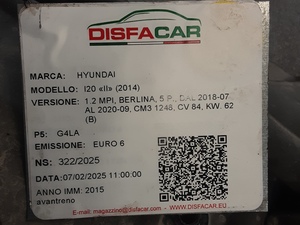 DISFACAR
MARCA: HYUNDAI
MODELLO: I20 «II» (2014)
VERSIONE: 1.2 MPI, BERLINA, 5 P., DAL 2018-07
AL 2020-09, CM3 1248, CV 84, KW. 62
(B)
P5: G4LA
EMISSIONE: EURO 6
NS: 322/2025
DATA: 07/02/2025 11:00:00
ANNO IMM: 2015
avantreno
E-mail: magazzino@disfacar.com
WWW.DISFACAR.EU